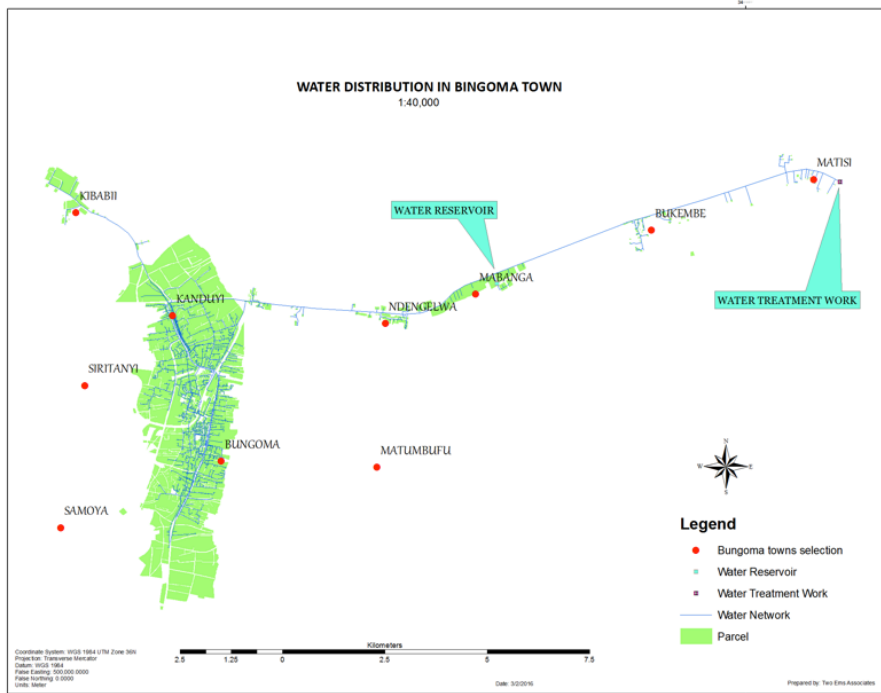 36
WATER DISTRIBUTION IN BINGOMA TOWN
1:40,000
MATISI
KIBABII
WATER RESERVOIR
BUKEMBE
MABANGA
KANDUYI
NDENGELWA
WATER TREATMENT WORK
SIRITANYI
BUNGOMA
MATUMBUFU
N
W E
S
SAMOYA
Legend
Bungoma towns selection
Water Reservoir
Water Treatment Work
Water Network
Parcel
Kilometers
2.5 1.25 0 2.5 5 7.5
Coordinate System: WGS 1984 UTM Zone 36N
Projection: Transverse Mercator
Datum: WGS 1984
False Easting: 500,000.0000
False Northing: 0.0000
Units: Meter
Date: 3/2/2016
Prepared by: Two Ems Associates